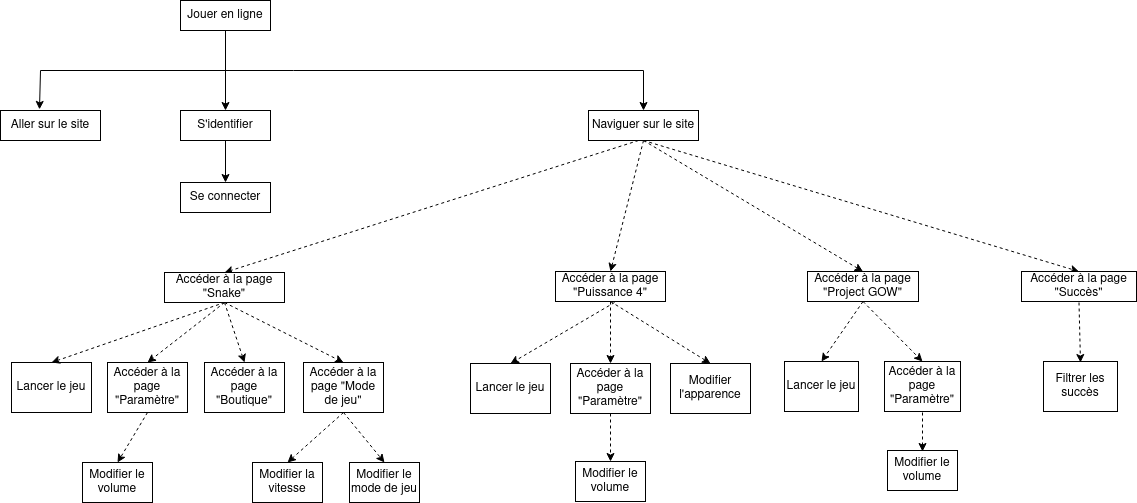 Jouer en ligne
Aller sur le site
S'identifier
Naviguer sur le site
Se connecter
Accéder à la page
"Snake"
Accéder à la page
"Puissance 4"
Accéder à la page
"Project GOW"
Accéder à la page
"Succès"
Lancer le jeu
Accéder à la
page
"Paramètre"
Accéder à la
page
"Boutique"
Accéder à la
page "Mode
de jeu"
Lancer le jeu
Accéder à la
page
"Paramètre"
Modifier
l'apparence
Lancer le jeu
Accéder à la
page
"Paramètre"
Filtrer les
succès
Modifier le
volume
Modifier la
vitesse
Modifier le
mode de jeu
Modifier le
volume
Modifier le
volume